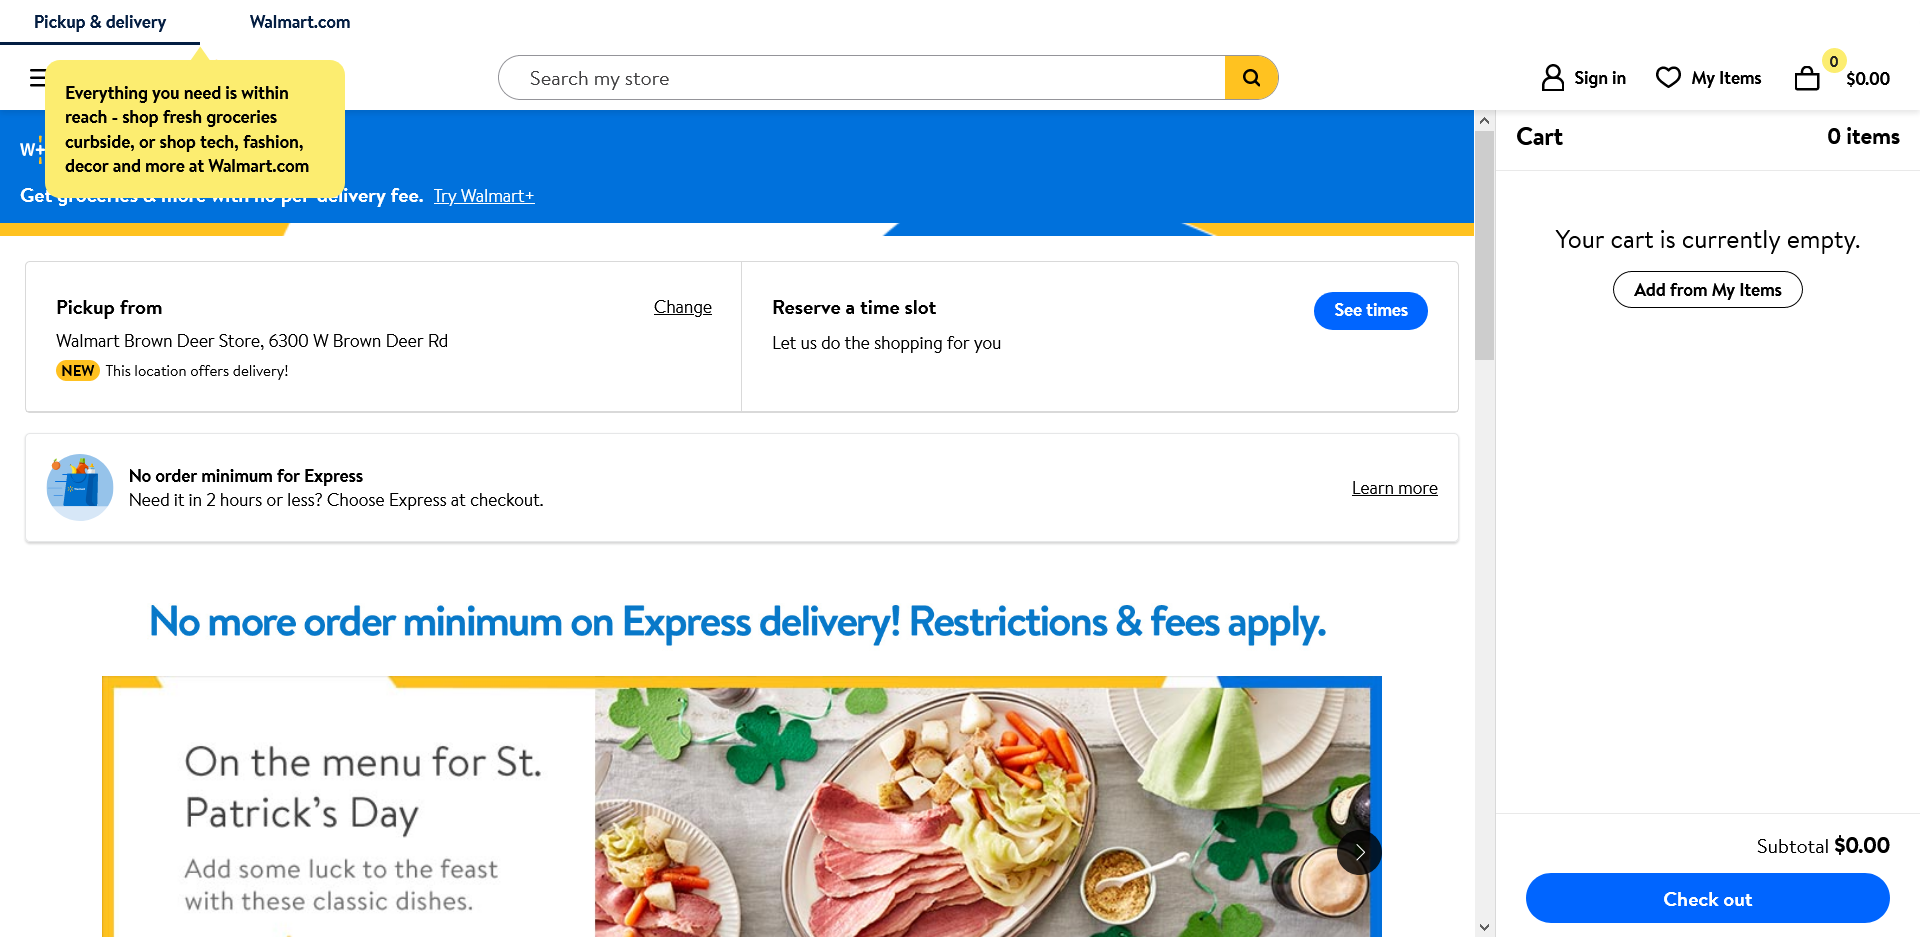 Pickup & delivery
Walmart.com
Everything you need is within
reach - shop fresh groceries
curbside, or shop tech, fashion,
decor and more at Walmart.com
Search my store
Sign in
My Items
0
$0.00
W+
Get groceries & more with no per-delivery fee. Try Walmart+
Pickup from
Change
Walmart Brown Deer Store, 6300 W Brown Deer Rd
NEW This location offers delivery!
Reserve a time slot
See times
Let us do the shopping for you
No order minimum for Express
Need it in 2 hours or less? Choose Express at checkout.
Learn more
No more order minimum on Express delivery! Restrictions & fees apply.
On the menu for St.
Patrick's Day
Add some luck to the feast
with these classic dishes.
Cart
0 items
Your cart is currently empty.
Add from My Items
Subtotal $0.00
Check out